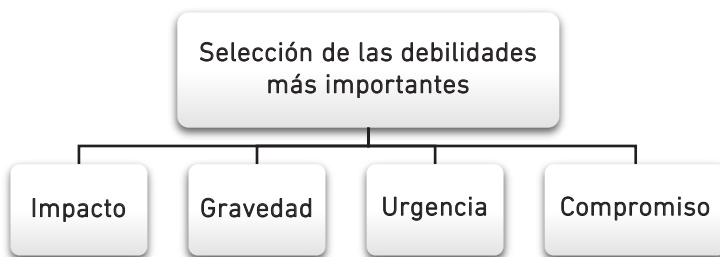 Selección de las debilidades
más importantes
Impacto
Gravedad
Urgencia
Compromiso